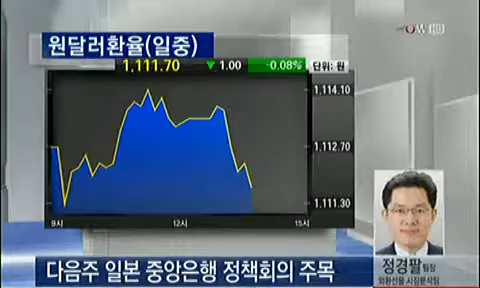 원달러환율(일중)
OWHD
1,111.70 ▼ 1.00 -0.08% 단위: 원
1,114.10
1,112.70
1,111.30
9시 12시 15시
정경팔 팀장
외환선물 시장분석팀
다음주 일본 중앙은행 정책회의 주목